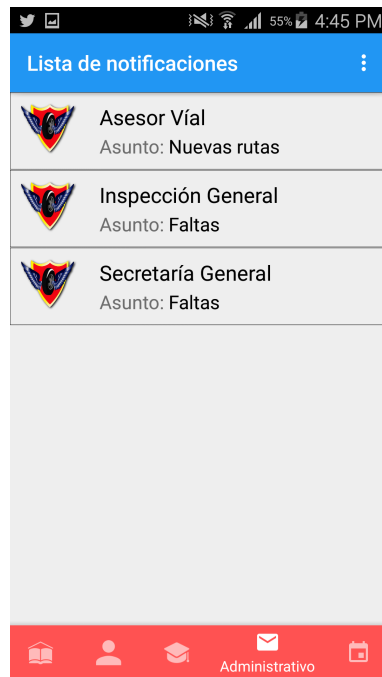 55% 4:45 PM
Lista de notificaciones
Asesor Víal
Asunto: Nuevas rutas
Inspección General
Asunto: Faltas
Secretaría General
Asunto: Faltas
Administrativo